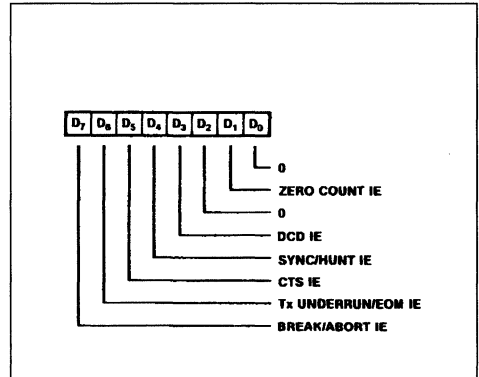 D7 D6 D5 D4 D3 D2 D1 D0
0
ZERO COUNT IE
0
DCD IE
SYNC/HUNT IE
CTS IE
Tx UNDERRUN/EOM IE
BREAK/ABORT IE